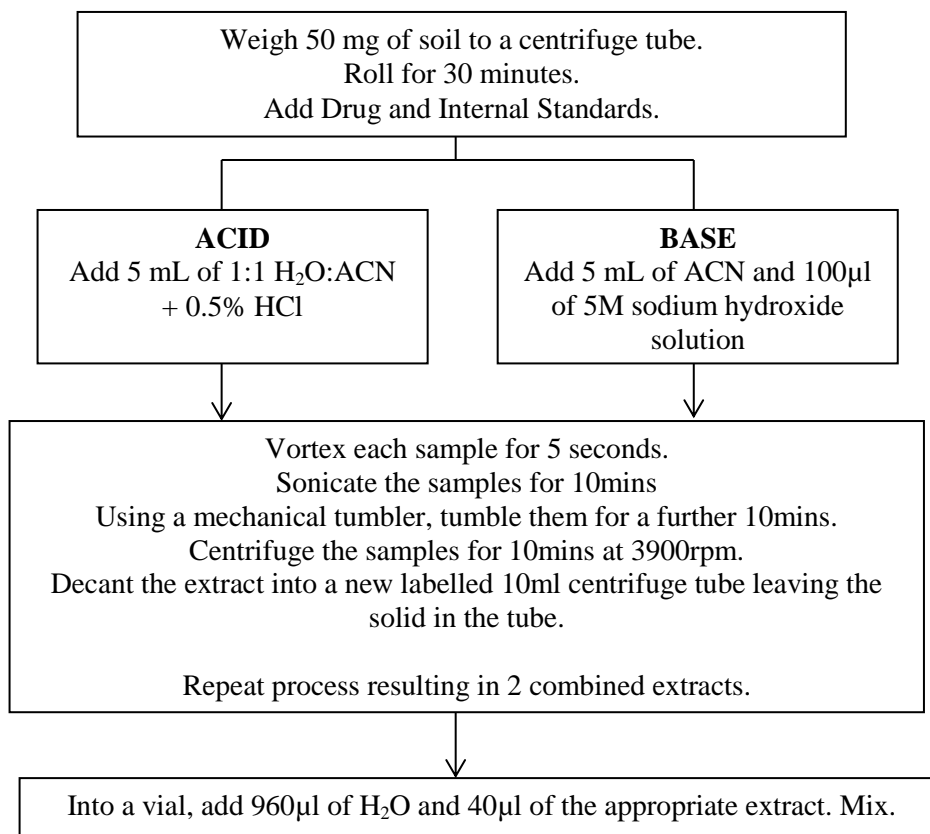 Weigh 50 mg of soil to a centrifuge tube.
Roll for 30 minutes.
Add Drug and Internal Standards.
ACID
Add 5 mL of 1:1 H₂O:ACN
+ 0.5% HCl
BASE
Add 5 mL of ACN and 100µl
of 5M sodium hydroxide
solution
Vortex each sample for 5 seconds.
Sonicate the samples for 10mins
Using a mechanical tumbler, tumble them for a further 10mins.
Centrifuge the samples for 10mins at 3900rpm.
Decant the extract into a new labelled 10ml centrifuge tube leaving the
solid in the tube.
Repeat process resulting in 2 combined extracts.
Into a vial, add 960µl of H₂O and 40µl of the appropriate extract. Mix.